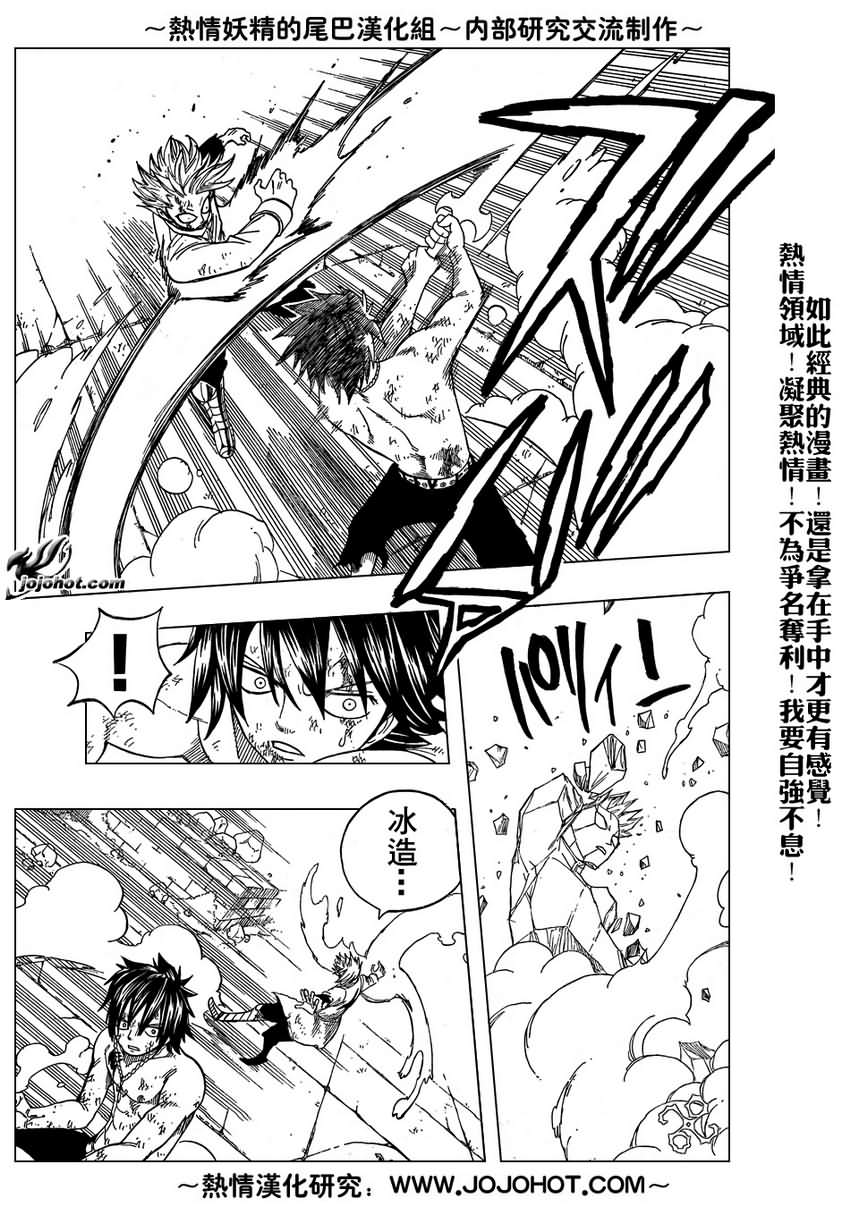 ～熱情妖精的尾巴漢化組～内部研究交流制作～
如此經典的漫畫！還是拿在手中才更有感覺！
熱情領域！凝聚熱情！不為爭名奪利！我要自強不息！
jojohot.com
！
パリィ！
冰造…
～熱情漢化研究：WWW.JOJOHOT.COM～